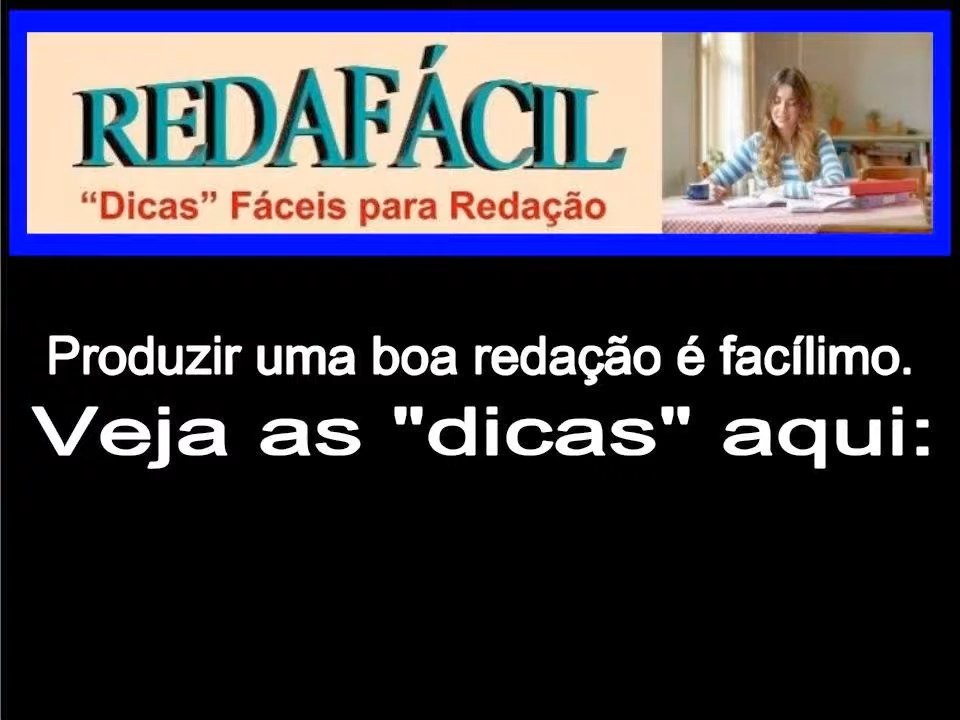 REDAFÁCIL
“Dicas” Fáceis para Redação
Produzir uma boa redação é facílimo.
Veja as "dicas" aqui: